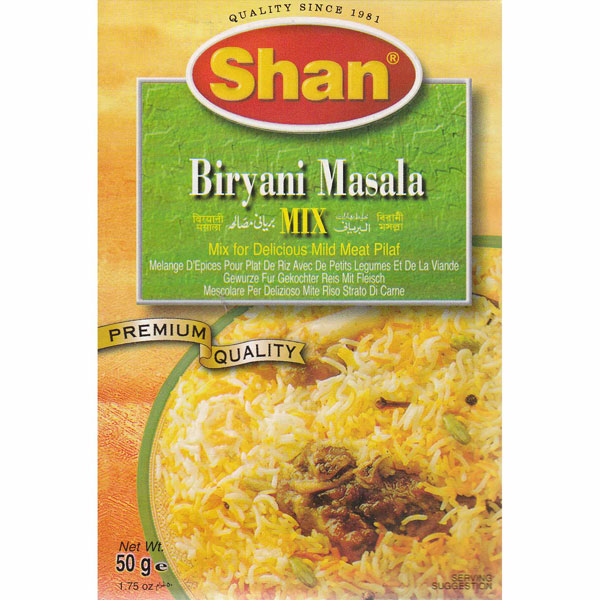 QUALITY SINCE 1981
Shan®
Biryani Masala
MIX
बिरयानी
मसाला
بریانی مصالحہ
البرياني
Mix for Delicious Mild Meat Pilaf
Melange D'Epices Pour Plat De Riz Avec De Petits Legumes Et De La Viande
Gewurze Fur Gekochter Reis Mit Fleisch
Mescolare Per Delizioso Mite Riso Strato Di Carne
PREMIUM
QUALITY
Net Wt.
50 g e
1.75 oz
SERVING
SUGGESTION